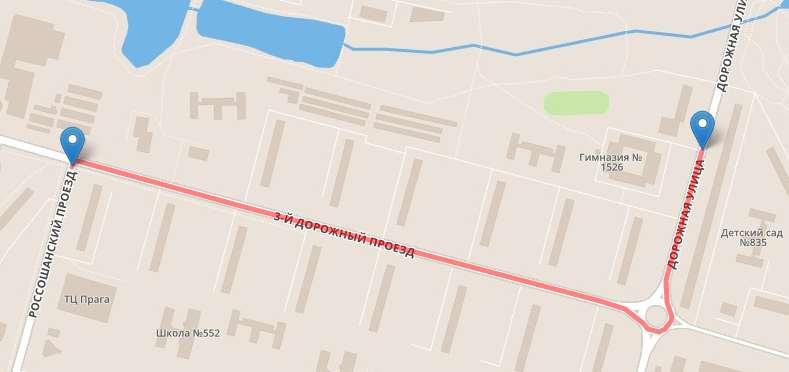 ДОРОЖНАЯ УЛИ
Гимназия №
1526
РОССОШАНСКИЙ ПРОЕЗД
3-Й ДОРОЖНЫЙ ПРОЕЗД
ДОРОЖНАЯ УЛИЦА
Детский сад
№835
ТЦ Прага
Школа №552